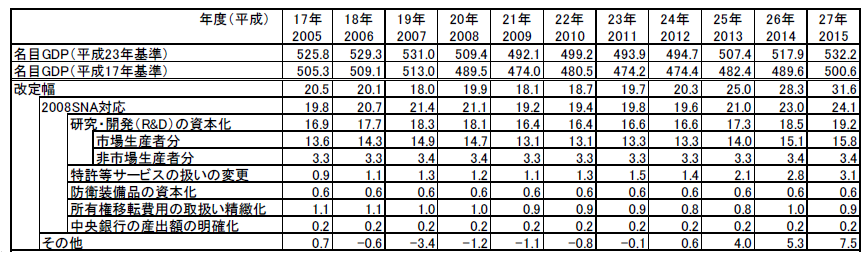 年度(平成) 17年 18年 19年 20年 21年 22年 23年 24年 25年 26年 27年
2005 2006 2007 2008 2009 2010 2011 2012 2013 2014 2015
名目GDP(平成23年基準) 525.8 529.3 531.0 509.4 492.1 499.2 493.9 494.7 507.4 517.9 532.2
名目GDP(平成17年基準) 505.3 509.1 513.0 489.5 474.0 480.5 474.2 474.4 482.4 489.6 500.6
改定幅 20.5 20.1 18.0 19.9 18.1 18.7 19.7 20.3 25.0 28.3 31.6
2008SNA対応 19.8 20.7 21.4 21.1 19.2 19.4 19.8 19.6 21.0 23.0 24.1
研究・開発(R&D)の資本化 16.9 17.7 18.3 18.1 16.4 16.4 16.6 16.6 17.3 18.5 19.2
市場生産者分 13.6 14.3 14.9 14.7 13.1 13.1 13.3 13.3 14.0 15.1 15.8
非市場生産者分 3.3 3.3 3.4 3.4 3.3 3.3 3.3 3.3 3.3 3.4 3.4
特許等サービスの扱いの変更 0.9 1.1 1.3 1.2 1.1 1.3 1.5 1.4 2.1 2.8 3.1
防衛装備品の資本化 0.6 0.6 0.6 0.6 0.6 0.6 0.6 0.6 0.6 0.6 0.6
所有権移転費用の取扱い精緻化 1.1 1.1 1.0 1.0 0.9 0.9 0.9 0.8 0.8 1.0 0.9
中央銀行の産出額の明確化 0.2 0.2 0.2 0.2 0.2 0.2 0.2 0.2 0.2 0.2 0.2
その他 0.7 −0.6 −3.4 −1.2 −1.1 −0.8 −0.1 0.6 4.0 5.3 7.5